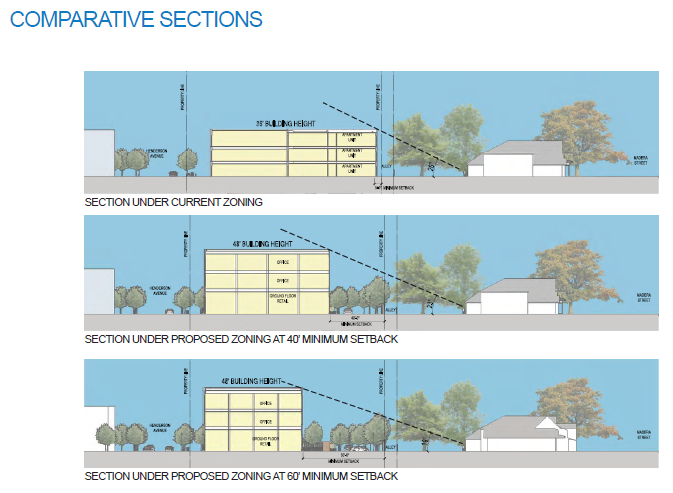 COMPARATIVE SECTIONS
PROPERTY LINE
PROPERTY LINE
35' BUILDING HEIGHT
HENDERSON
AVENUE
APARTMENT
UNIT
APARTMENT
UNIT
APARTMENT
UNIT
ALLEY
MADERA
STREET
MINIMUM SETBACK
SECTION UNDER CURRENT ZONING
PROPERTY LINE
PROPERTY LINE
48' BUILDING HEIGHT
OFFICE
OFFICE
GROUND FLOOR
RETAIL
HENDERSON
AVENUE
ALLEY
MADERA
STREET
40'-0"
MINIMUM SETBACK
SECTION UNDER PROPOSED ZONING AT 40' MINIMUM SETBACK
PROPERTY LINE
PROPERTY LINE
48' BUILDING HEIGHT
OFFICE
OFFICE
GROUND FLOOR
RETAIL
HENDERSON
AVENUE
ALLEY
MADERA
STREET
MINIMUM SETBACK
SECTION UNDER PROPOSED ZONING AT 60' MINIMUM SETBACK